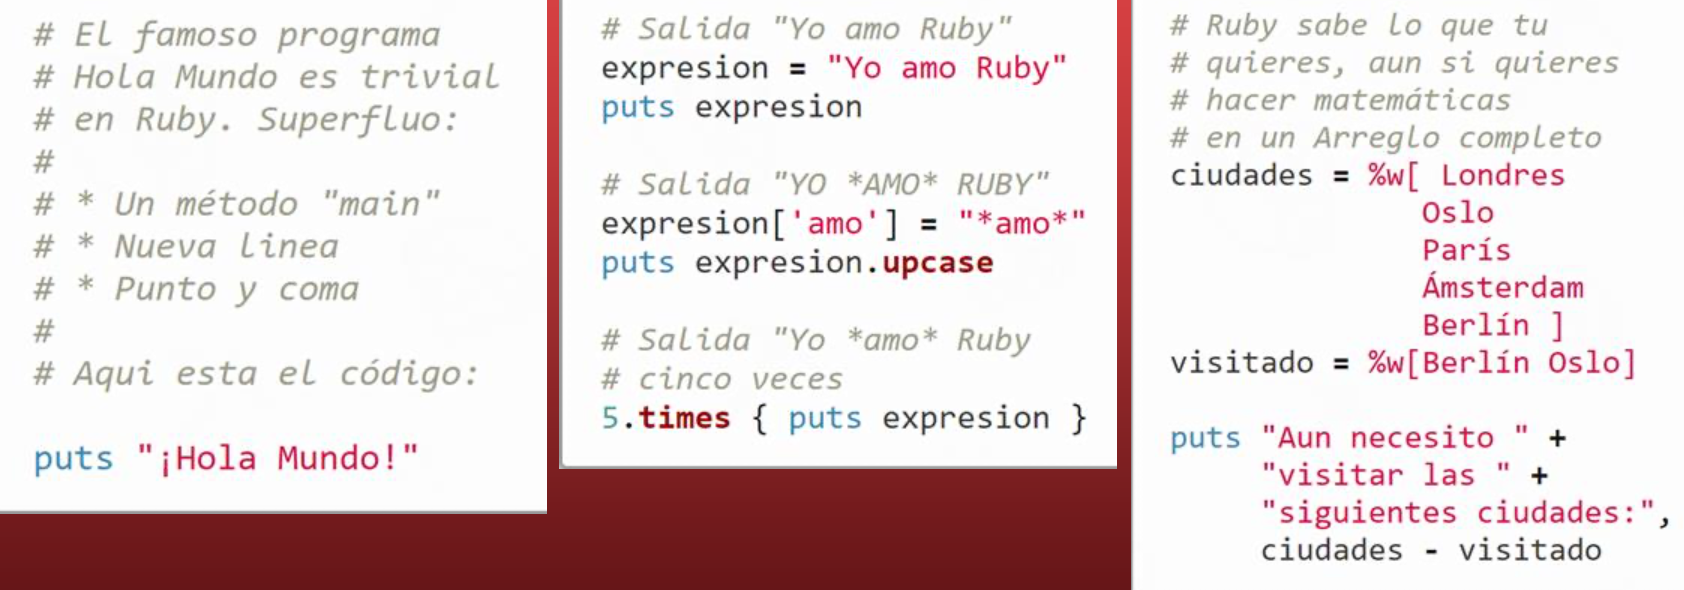 # El famoso programa
# Hola Mundo es trivial
# en Ruby. Superfluo:
#
# * Un método "main"
# * Nueva linea
# * Punto y coma
#
# Aqui esta el código:
puts "¡Hola Mundo!"
# Salida "Yo amo Ruby"
expresion = "Yo amo Ruby"
puts expresion
# Salida "YO *AMO* RUBY"
expresion['amo'] = "*amo*"
puts expresion.upcase
# Salida "Yo *amo* Ruby
# cinco veces
5.times { puts expresion }
# Ruby sabe lo que tu
# quieres, aun si quieres
# hacer matemáticas
# en un Arreglo completo
ciudades = %w[ Londres
Oslo
París
Ámsterdam
Berlín ]
visitado = %w[Berlín Oslo]
puts "Aun necesito " +
"visitar las " +
"siguientes ciudades:",
ciudades - visitado